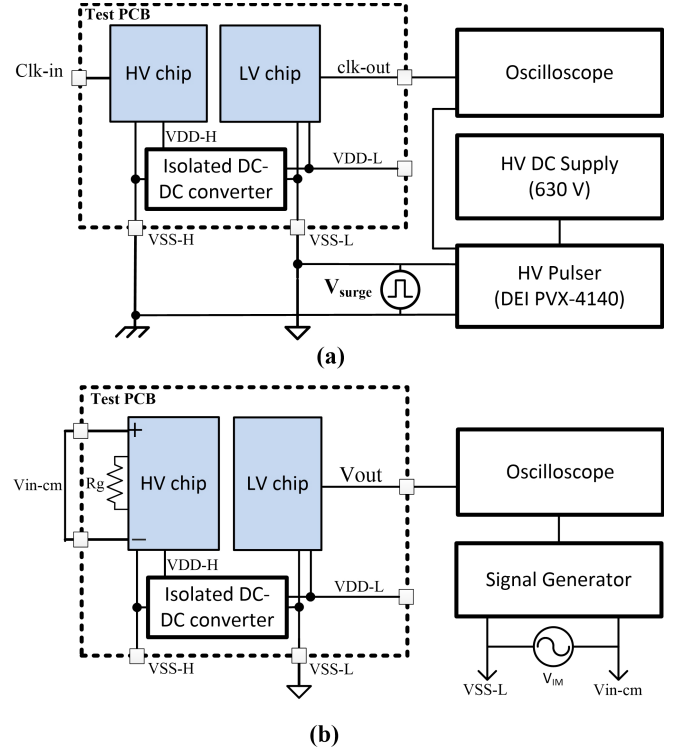 Test PCB
Clk-in
HV chip
LV chip
clk-out
Oscilloscope
VDD-H
Isolated DC-
DC converter
VDD-L
HV DC Supply
(630 V)
VSS-H
VSS-L
Vsurge
HV Pulser
(DEI PVX-4140)
(a)
Test PCB
+
Vin-cm
Rg
HV chip
LV chip
Vout
Oscilloscope
−
VDD-H
Isolated DC-
DC converter
VDD-L
Signal Generator
VSS-H
VSS-L
VSS-L
VIM
Vin-cm
(b)